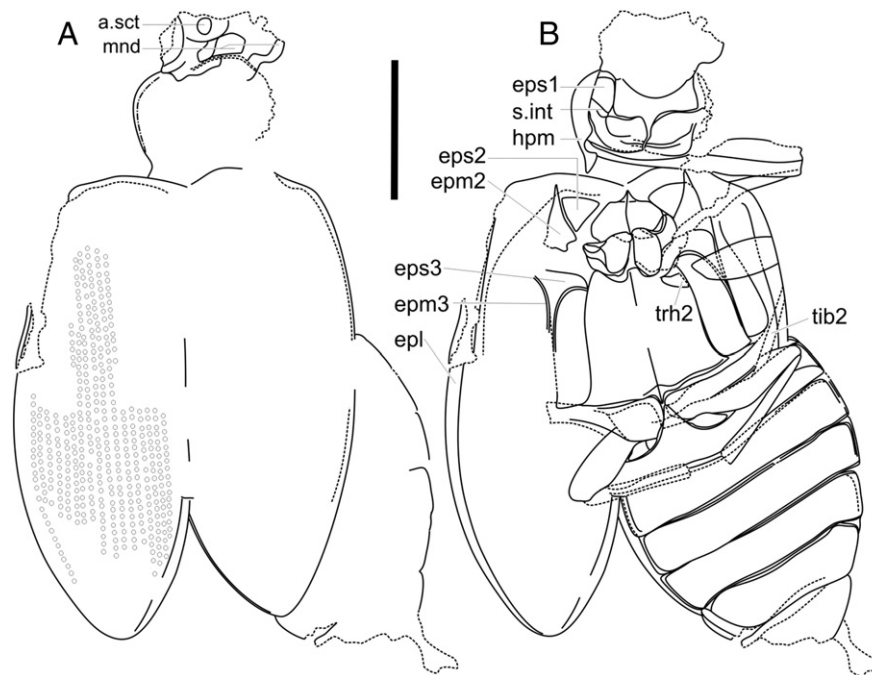 A
a.sct
mnd
B
eps1
s.int
hpm
eps2
epm2
eps3
epm3
epl
trh2
tib2